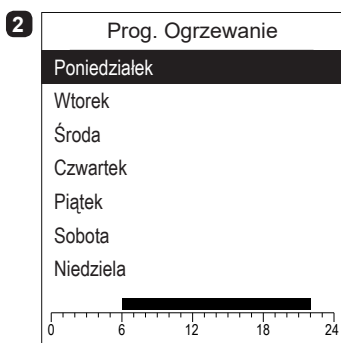 2
Prog. Ogrzewanie
Poniedziałek
Wtorek
Środa
Czwartek
Piątek
Sobota
Niedziela
0 6 12 18 24